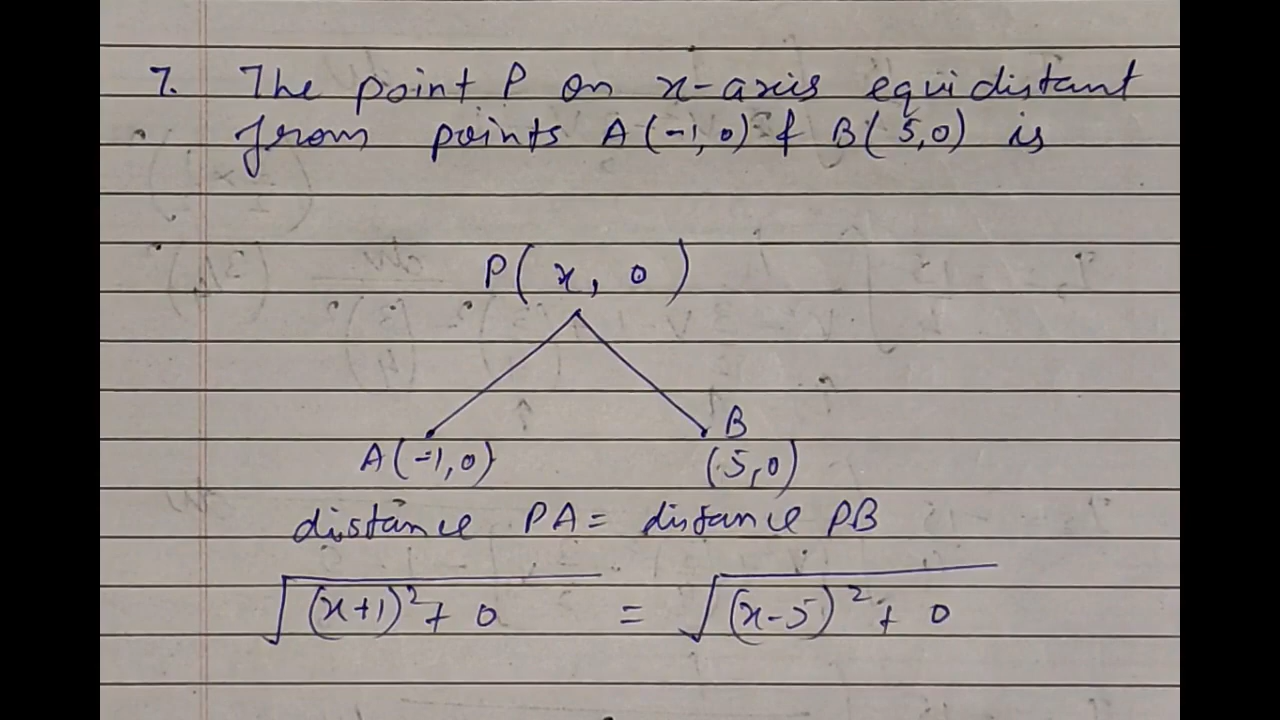 7. The point P on x-axis equidistant
from points A(-1,0) & B(5,0) is
P(x, 0)
B
A(-1,0) (5,0)
distance PA = distance PB
√(x+1)²+ 0 = √(x-5)²+ 0